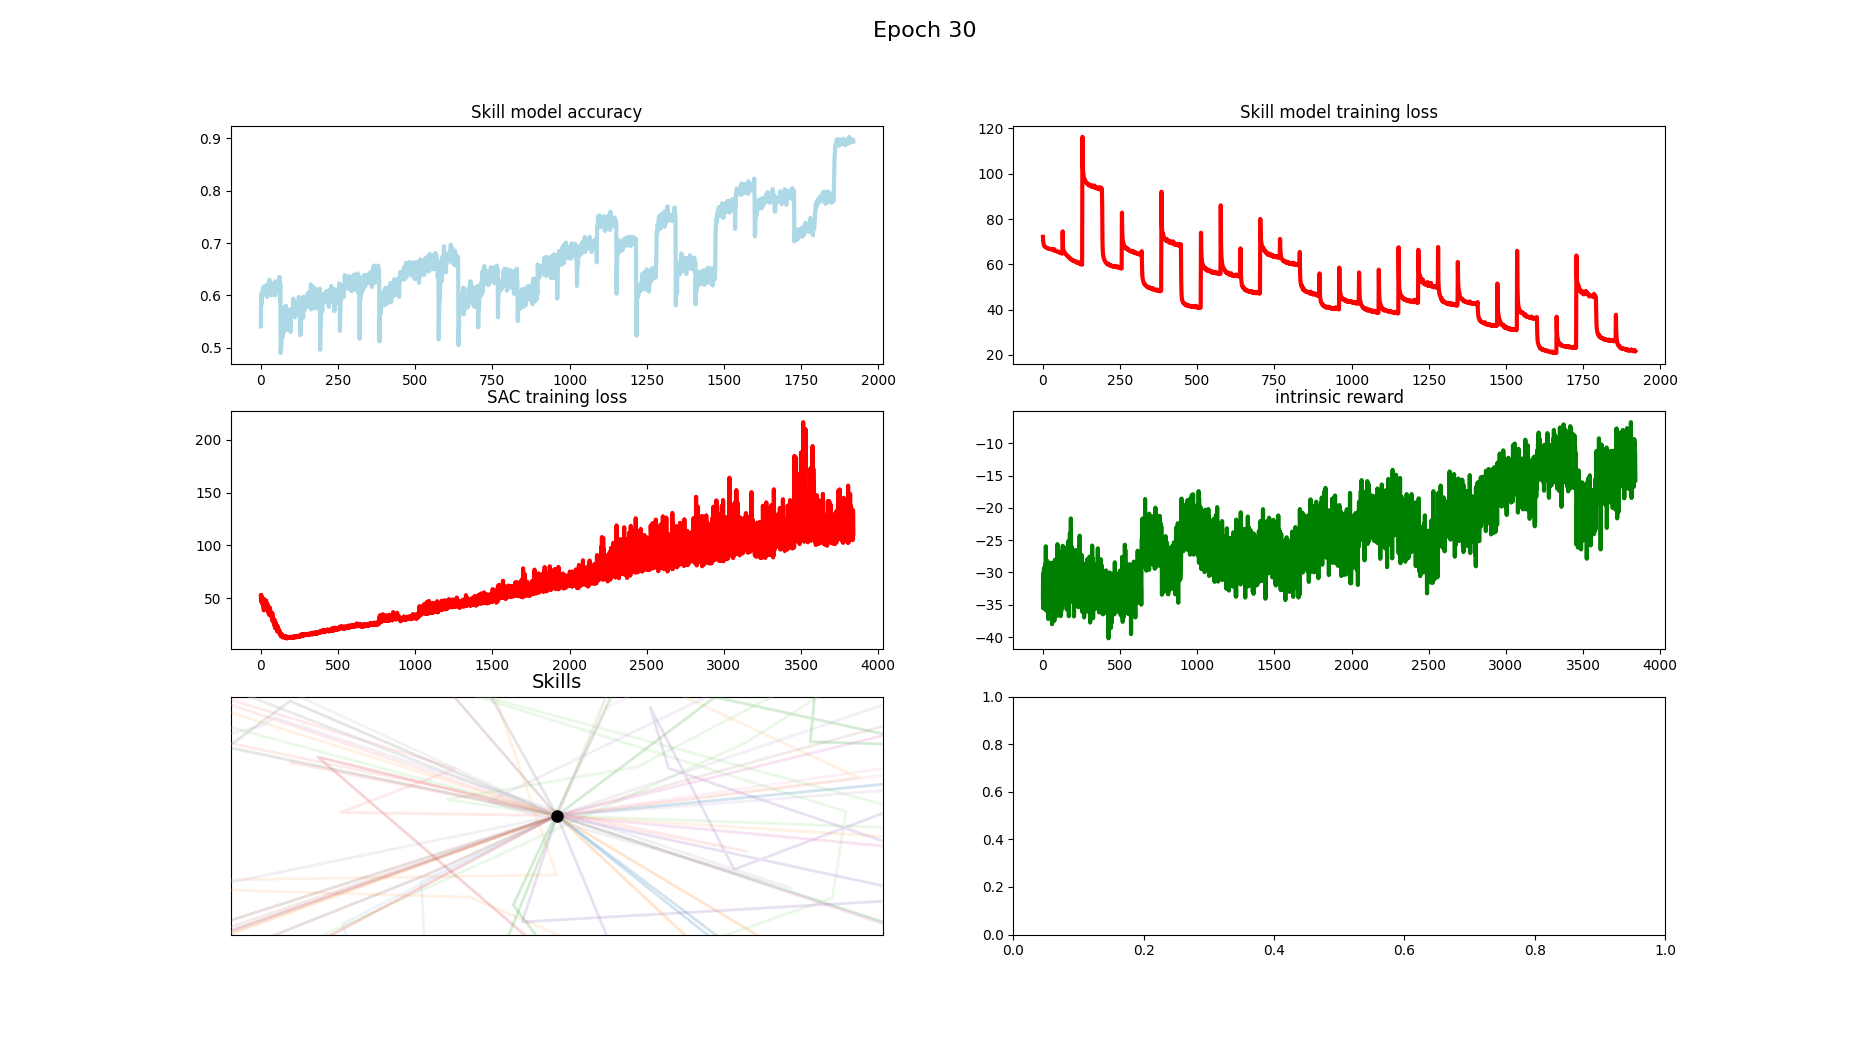 Epoch 30
Skill model accuracy
0.9
0.8
0.7
0.6
0.5
0 250 500 750 1000 1250 1500 1750 2000
Skill model training loss
120
100
80
60
40
20
0 250 500 750 1000 1250 1500 1750 2000
SAC training loss
200
150
100
50
0 500 1000 1500 2000 2500 3000 3500 4000
intrinsic reward
−10
−15
−20
−25
−30
−35
−40
0 500 1000 1500 2000 2500 3000 3500 4000
Skills
1.0
0.8
0.6
0.4
0.2
0.0
0.0 0.2 0.4 0.6 0.8 1.0